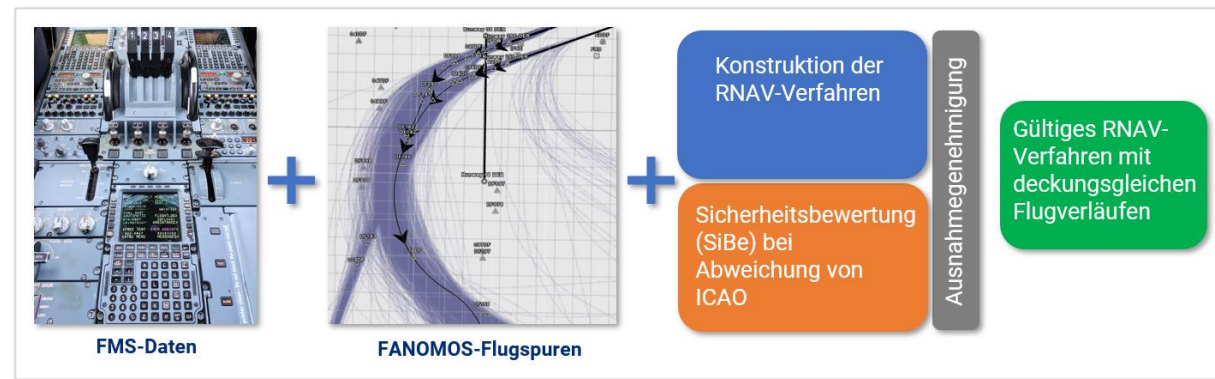 FMS-Daten
FANOMOS-Flugspuren
Konstruktion der
RNAV-Verfahren
Sicherheitsbewertung
(SiBe) bei
Abweichung von
ICAO
Ausnahmegenehmigung
Gültiges RNAV-
Verfahren mit
deckungsgleichen
Flugverläufen